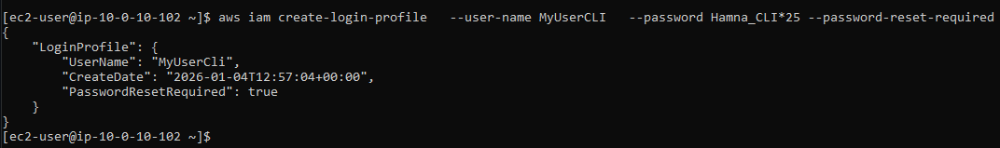 [ec2-user@ip-10-0-10-102 ~]$ aws iam create-login-profile   --user-name MyUserCLI   --password Hamna_CLI*25 --password-reset-required
{
    "LoginProfile": {
        "UserName": "MyUserCli",
        "CreateDate": "2026-01-04T12:57:04+00:00",
        "PasswordResetRequired": true
    }
}
[ec2-user@ip-10-0-10-102 ~]$